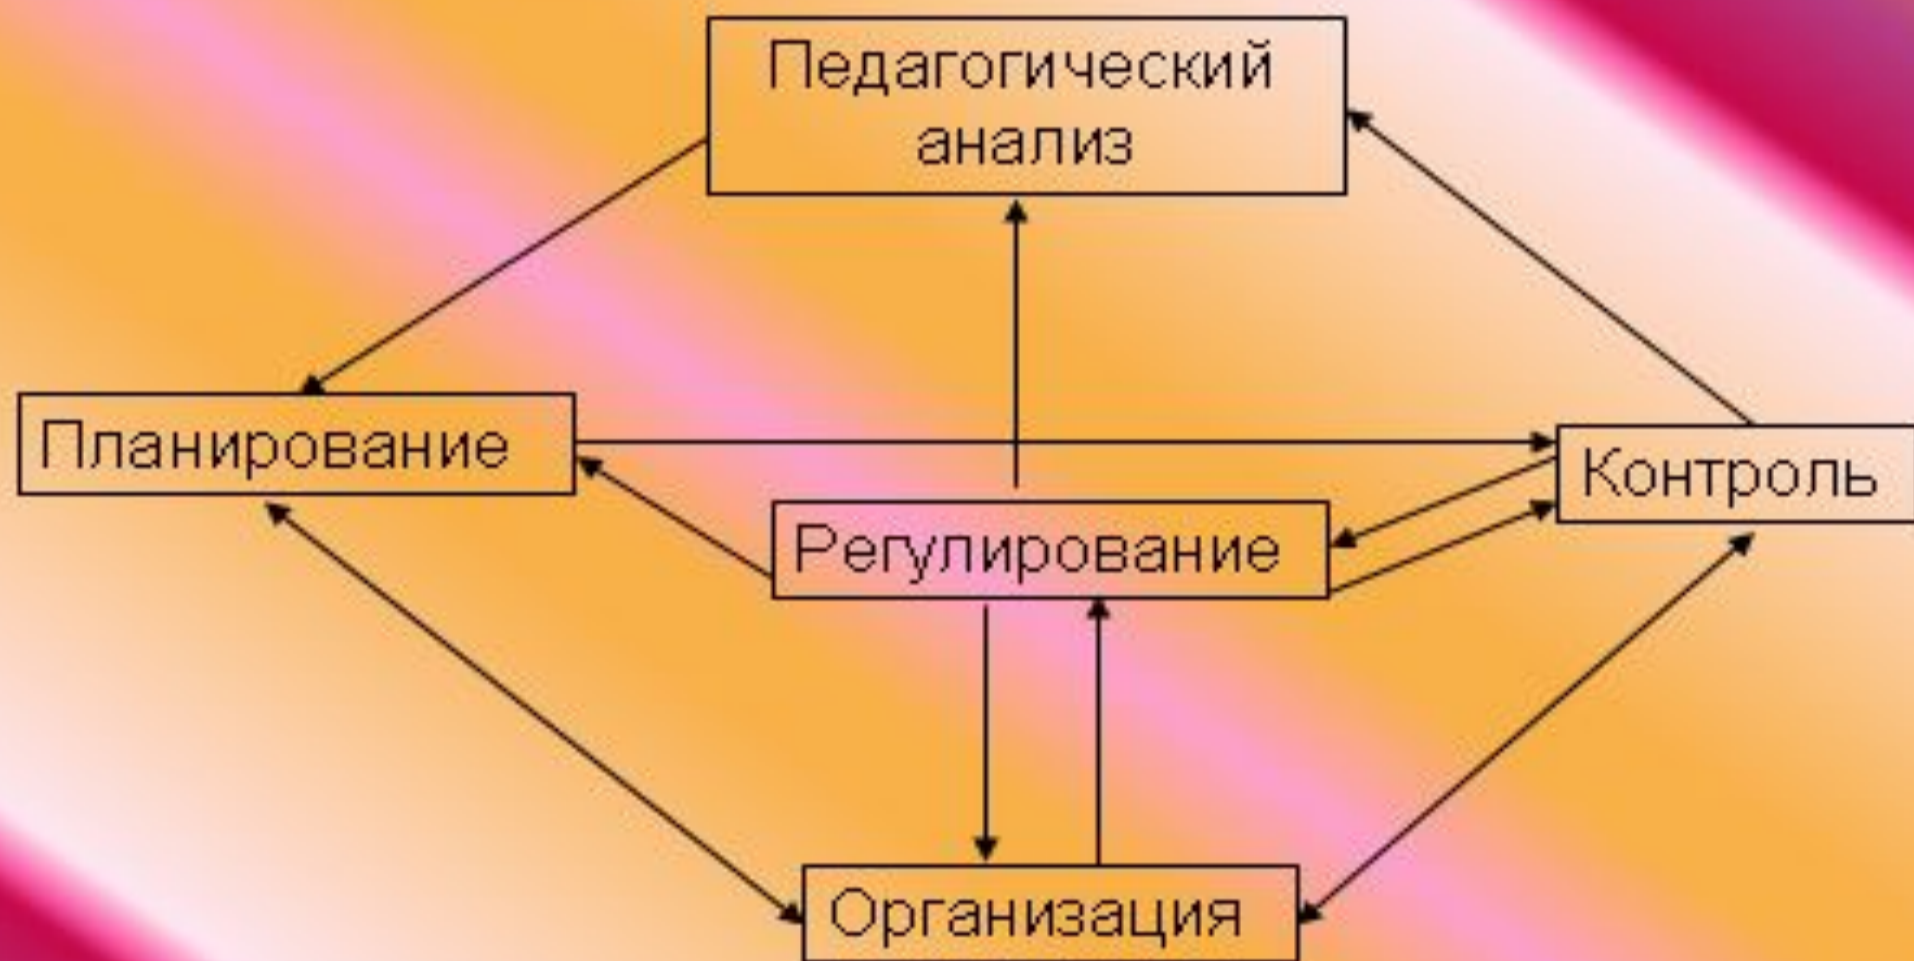 Педагогический
анализ
Планирование
Контроль
Регулирование
Организация